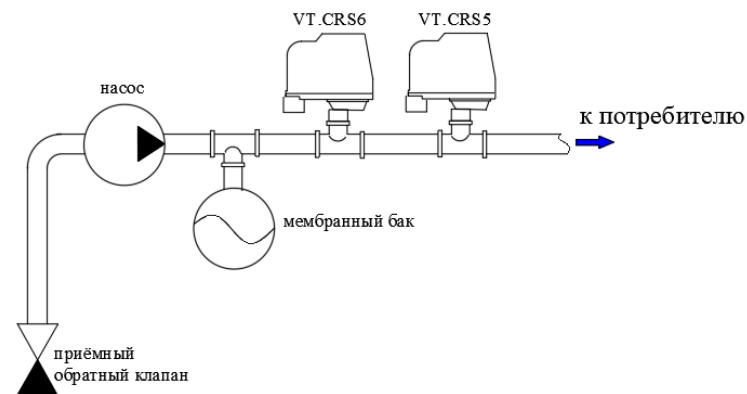 VT.CRS6
VT.CRS5
насос
к потребителю
мембранный бак
приёмный
обратный клапан